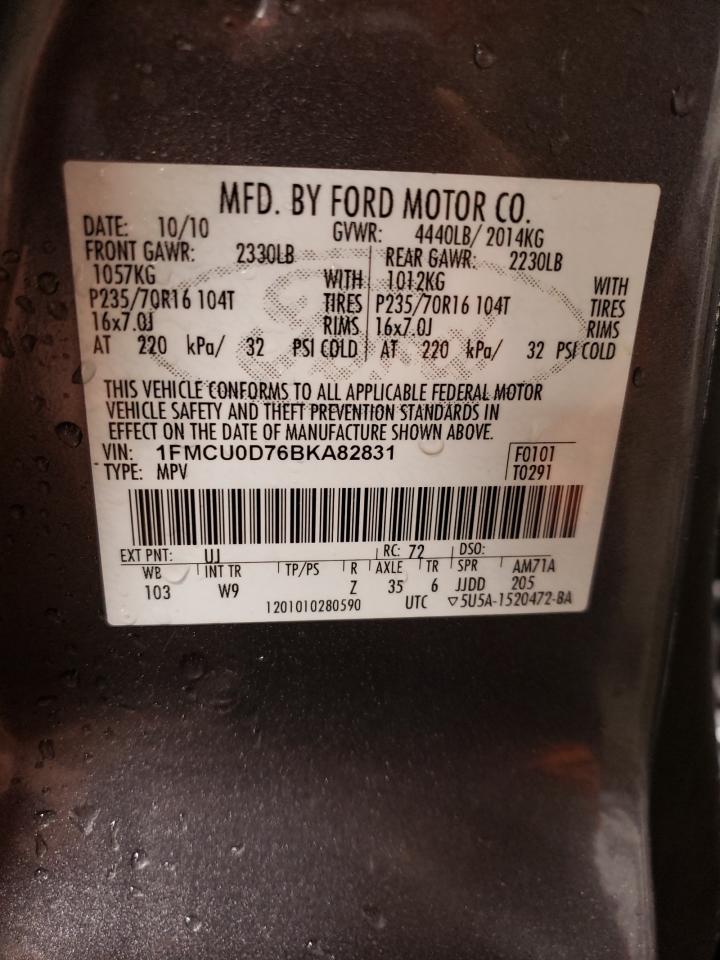 MFD. BY FORD MOTOR CO.
DATE: 10/10 GVWR: 4440LB/ 2014KG
FRONT GAWR: 2330LB REAR GAWR: 2230LB
1057KG WITH 1012KG WITH
P235/70R16 104T TIRES P235/70R16 104T TIRES
16x7.0J RIMS 16x7.0J RIMS
AT 220 kPa/ 32 PSI COLD AT 220 kPa/ 32 PSI COLD
THIS VEHICLE CONFORMS TO ALL APPLICABLE FEDERAL MOTOR
VEHICLE SAFETY AND THEFT PREVENTION STANDARDS IN
EFFECT ON THE DATE OF MANUFACTURE SHOWN ABOVE.
VIN: 1FMCU0D76BKA82831 F0101
TYPE: MPV T0291
EXT PNT: UJ RC: 72 DSO:
WB INT TR TP/PS R AXLE TR SPR AM71A
103 W9 Z 35 6 JJDD 205
1201010280590 UTC ▽5U5A-1520472-BA